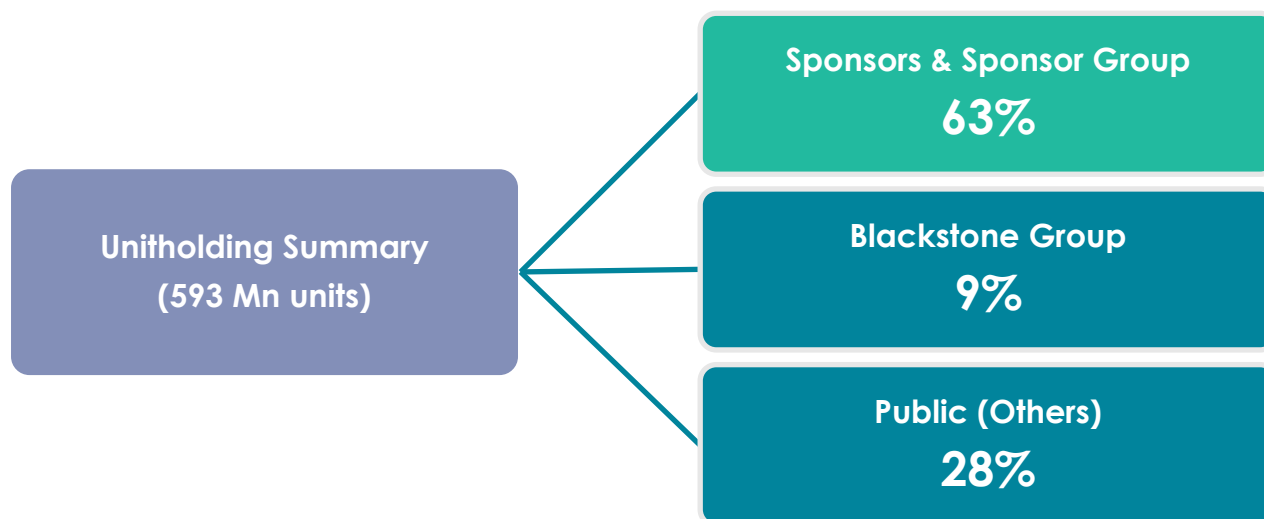 Unitholding Summary
(593 Mn units)
Sponsors & Sponsor Group
63%
Blackstone Group
9%
Public (Others)
28%